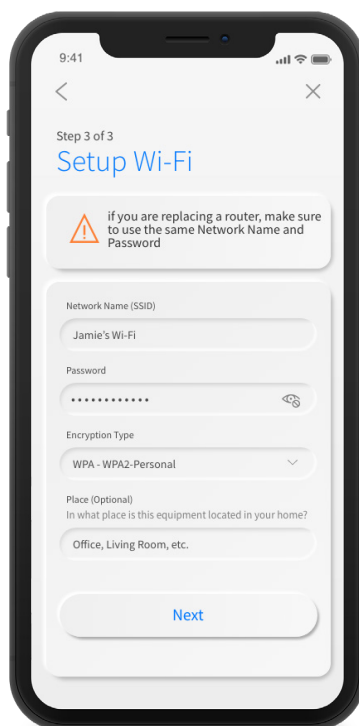 9:41
Step 3 of 3
Setup Wi-Fi
if you are replacing a router, make sure
to use the same Network Name and
Password
Network Name (SSID)
Jamie's Wi-Fi
Password
••••••••••••
Encryption Type
WPA - WPA2-Personal
Place (Optional)
In what place is this equipment located in your home?
Office, Living Room, etc.
Next